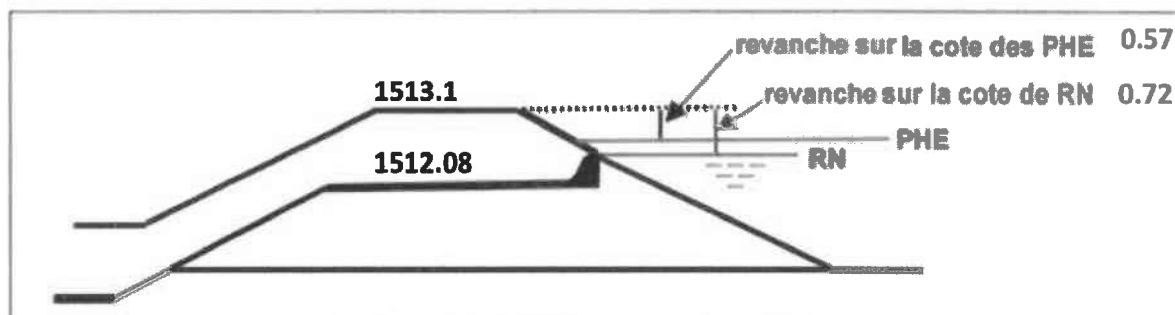 revanche sur la cote des PHE 0.57
1513.1
revanche sur la cote de RN 0.72
PHE
RN
1512.08